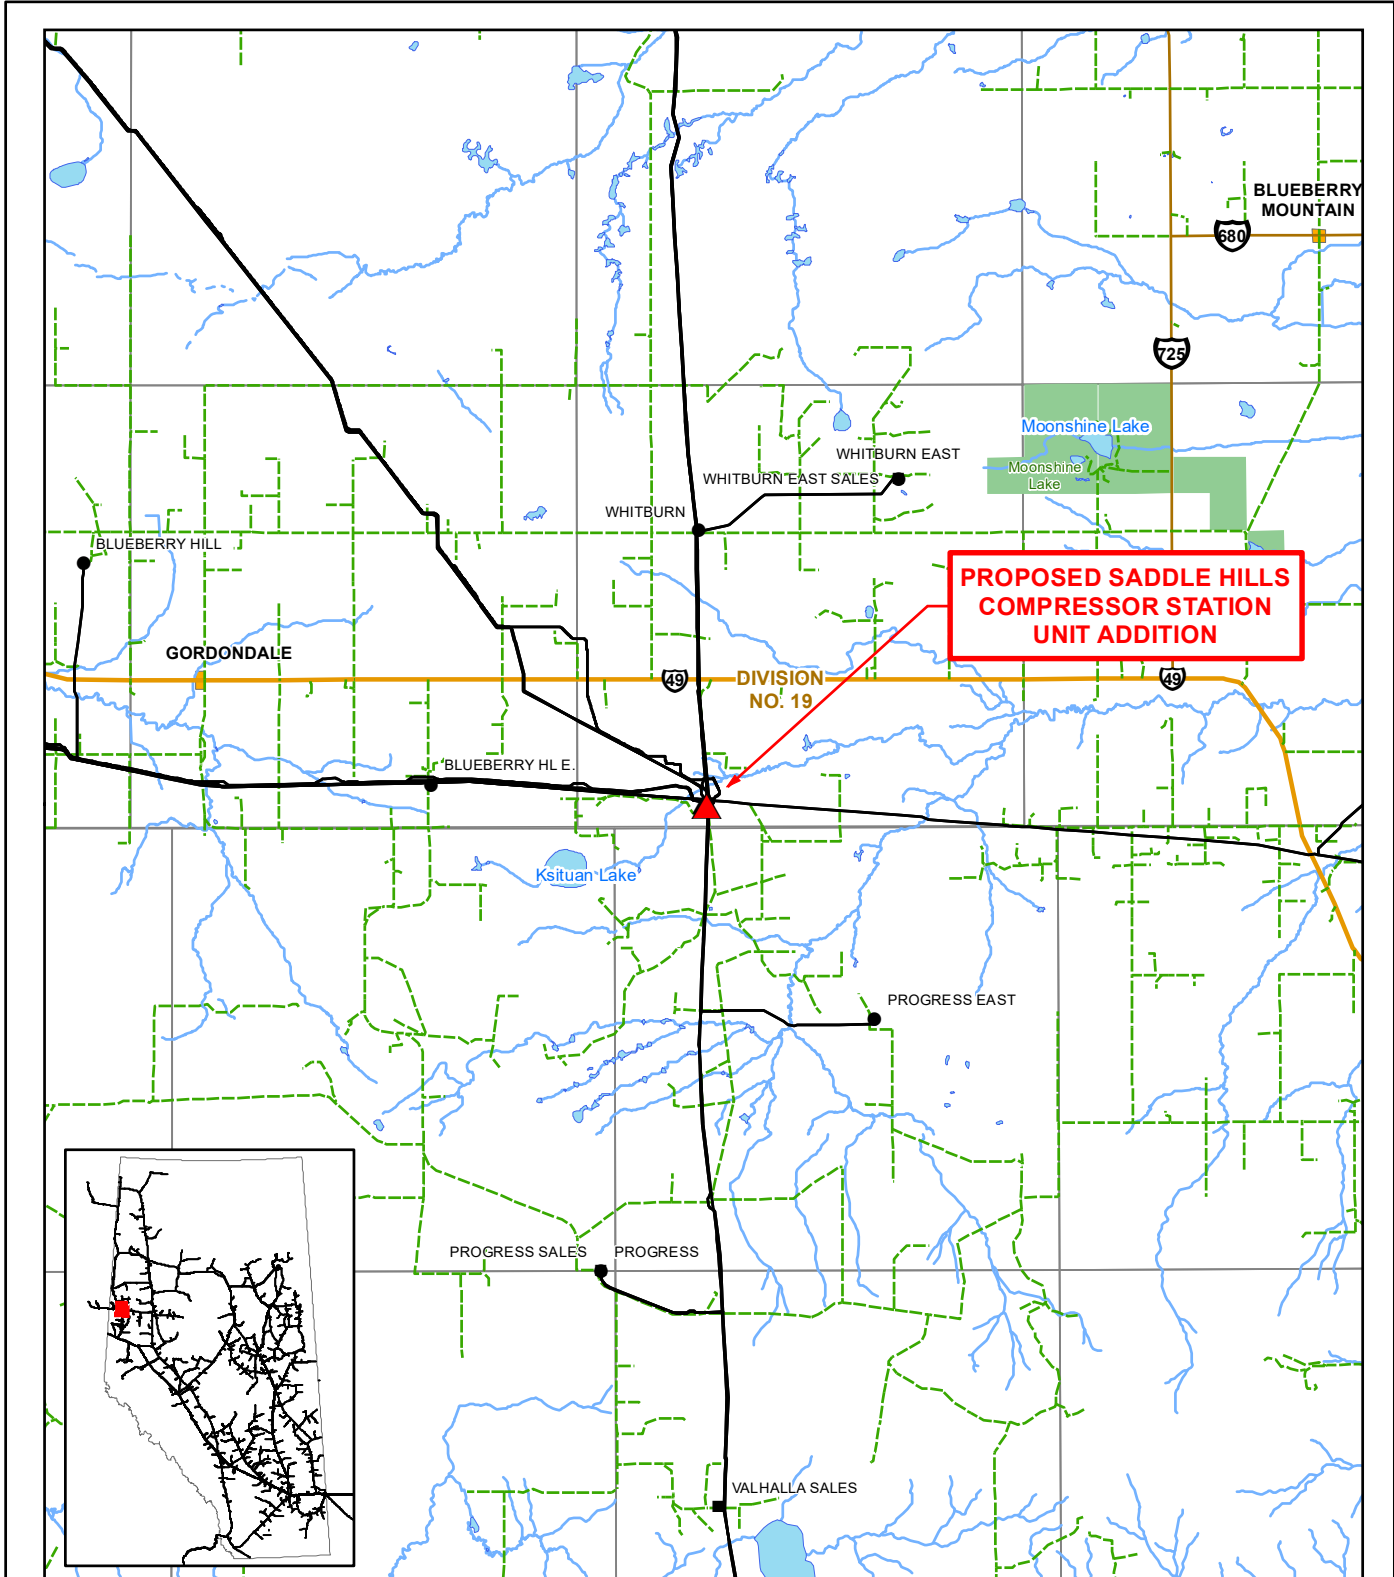 BLUEBERRY
MOUNTAIN
680
725
Moonshine Lake
Moonshine
Lake
WHITBURN EAST
WHITBURN EAST SALES
WHITBURN
BLUEBERRY HILL
PROPOSED SADDLE HILLS
COMPRESSOR STATION
UNIT ADDITION
GORDONDALE
49
DIVISION
NO. 19
49
BLUEBERRY HL E.
Ksituan Lake
PROGRESS EAST
PROGRESS SALES
PROGRESS
VALHALLA SALES